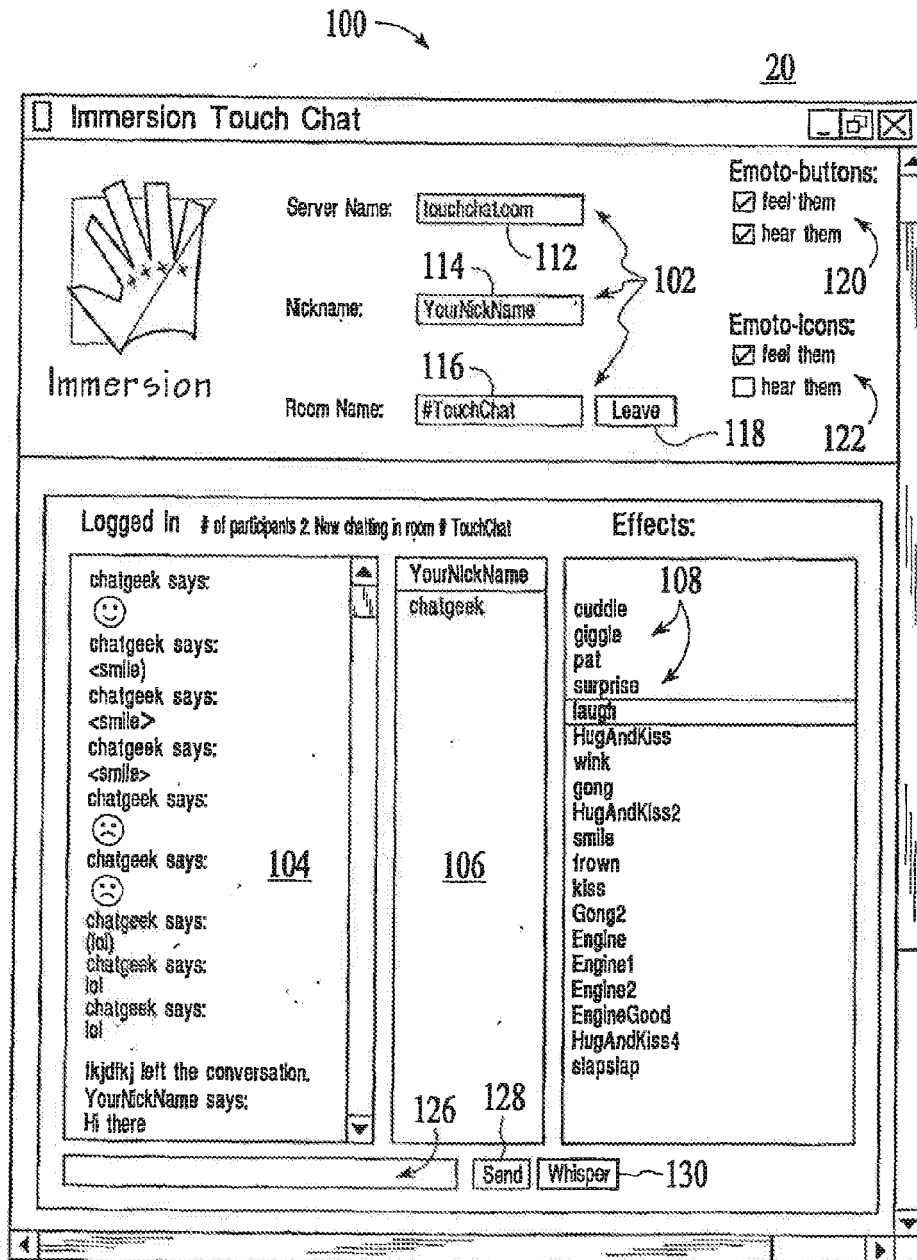 100
20
Immersion Touch Chat
Emoto-buttons:
feel them
hear them
120
Server Name: touchchat.com
112
102
114
Nickname: YourNickName
Emoto-Icons:
feel them
hear them
122
116
Immersion
Room Name: #TouchChat Leave
118
Logged In # of participants 2. Now chatting in room # TouchChat
Effects:
chatgeek says:
chatgeek says:
<smile)
chatgeek says:
<smile>
chatgeek says:
<smile>
chatgeek says:
chatgeek says:
chatgeek says:
(lol)
chatgeek says:
lol
chatgeek says:
lol
lkjdfkj left the conversation.
YourNickName says:
Hi there
104
YourNickName
chatgeek
106
108
cuddle
giggle
pat
surprise
laugh
HugAndKiss
wink
gong
HugAndKiss2
smile
frown
kiss
Gong2
Engine
Engine1
Engine2
EngineGood
HugAndKiss4
slapslap
126
128
Send Whisper
130